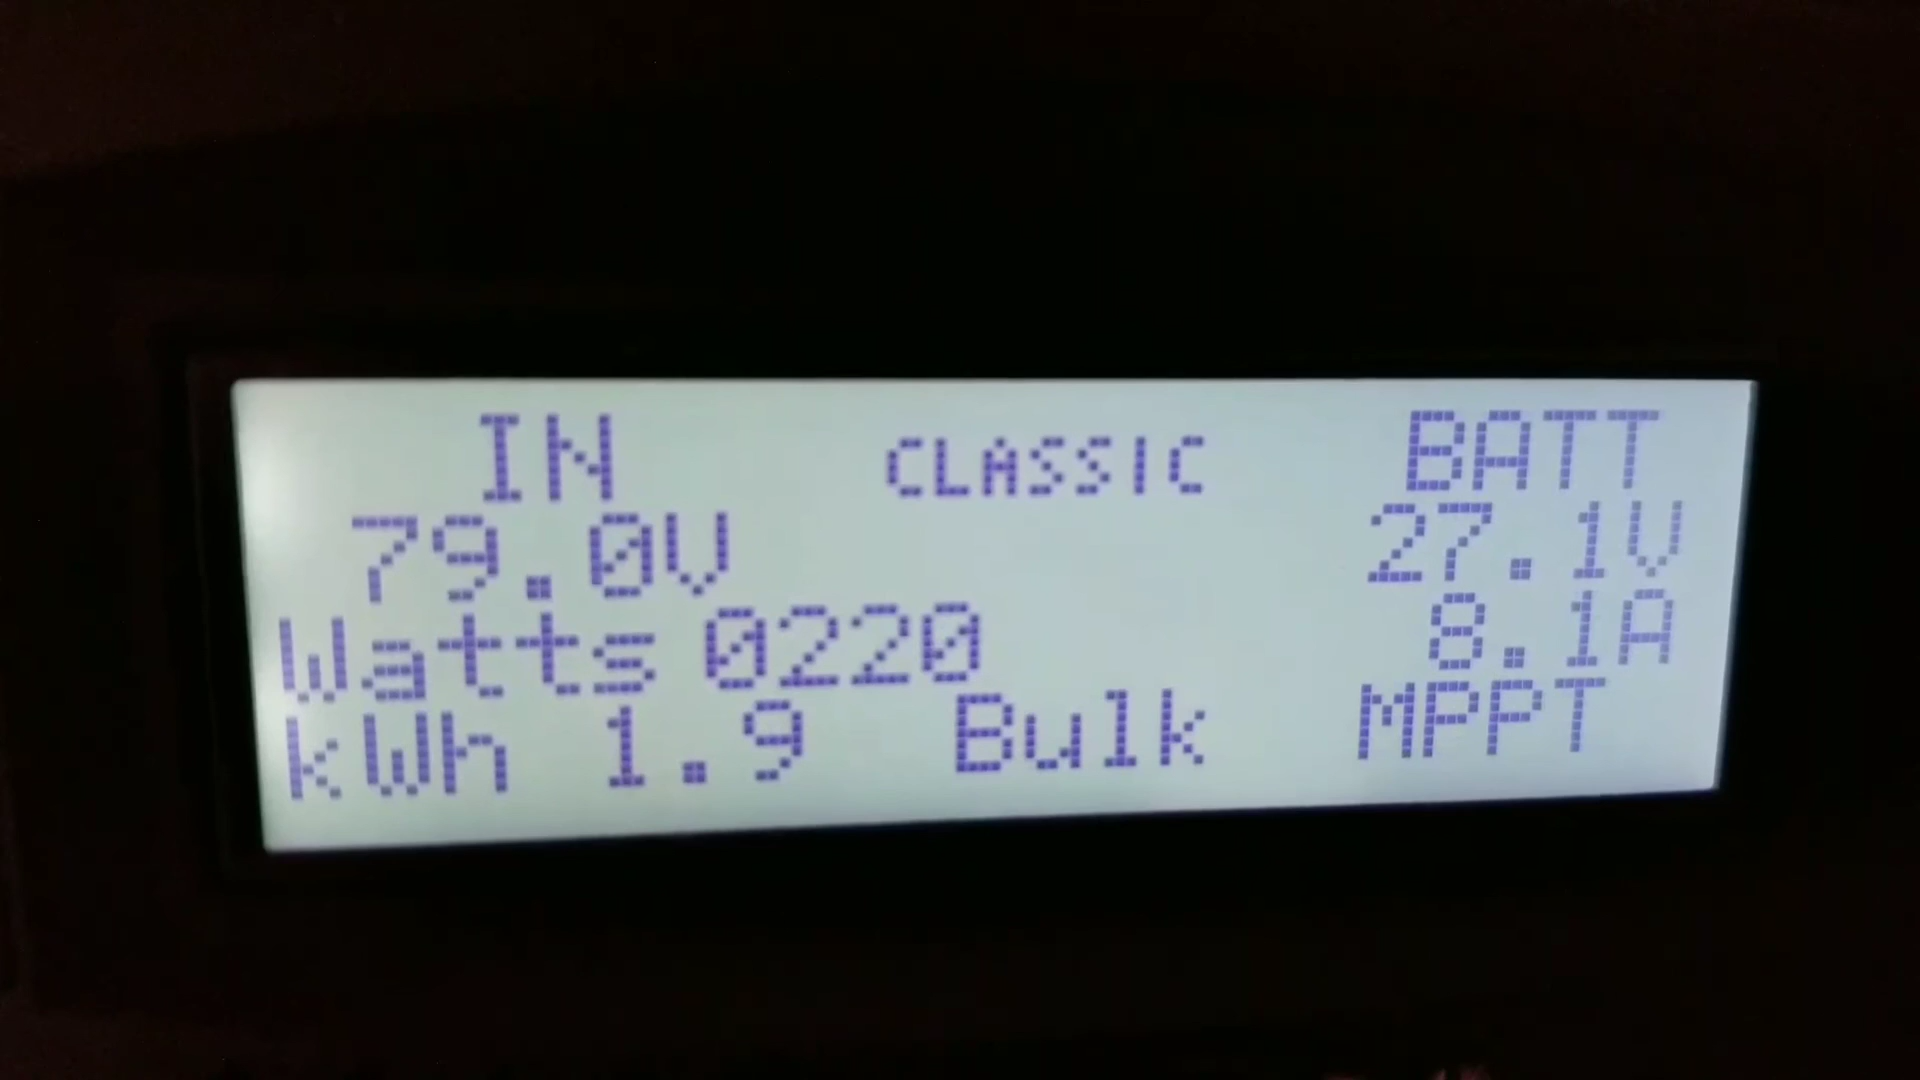 IN CLASSIC BATT
79.0V 27.1V
Watts 0220 8.1A
kWh 1.9 Bulk MPPT